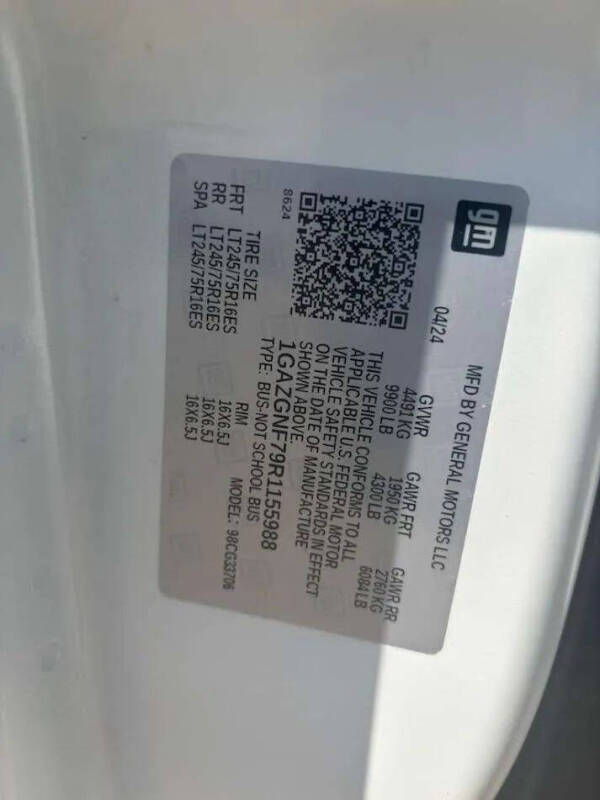 gm
MFD BY GENERAL MOTORS LLC
04/24 GVWR GAWR FRT GAWR RR
4491 KG 1950 KG 2760 KG
9900 LB 4300 LB 6084 LB
THIS VEHICLE CONFORMS TO ALL
APPLICABLE U.S. FEDERAL MOTOR
VEHICLE SAFETY STANDARDS IN EFFECT
ON THE DATE OF MANUFACTURE
SHOWN ABOVE.
1GAZGNF79R1155988
8624
TYPE: BUS-NOT SCHOOL BUS
MODEL: 98CG33706
TIRE SIZE RIM
FRT LT245/75R16ES 16X6.5J
RR LT245/75R16ES 16X6.5J
SPA LT245/75R16ES 16X6.5J